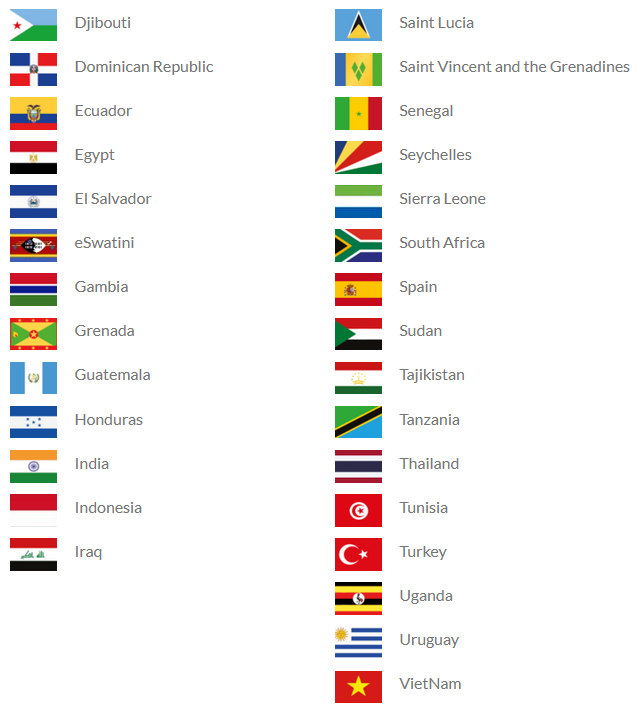 Djibouti
Dominican Republic
Ecuador
Egypt
El Salvador
eSwatini
Gambia
Grenada
Guatemala
Honduras
India
Indonesia
Iraq
Saint Lucia
Saint Vincent and the Grenadines
Senegal
Seychelles
Sierra Leone
South Africa
Spain
Sudan
Tajikistan
Tanzania
Thailand
Tunisia
Turkey
Uganda
Uruguay
VietNam